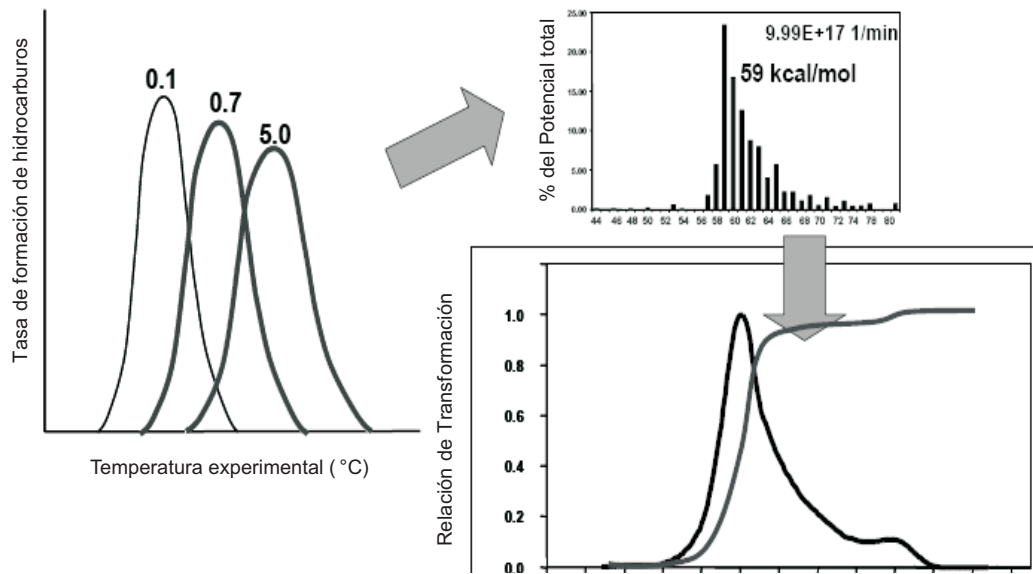 Tasa de formación de hidrocarburos
0.1
0.7
5.0
Temperatura experimental (°C)
% del Potencial total
25.00
20.00
15.00
10.00
5.00
0.00
9.99E+17 1/min
59 kcal/mol
44 46 48 50 52 54 56 58 60 62 64 66 68 70 72 74 76 78 80
Relación de Transformación
1.0
0.8
0.6
0.4
0.2
0.0